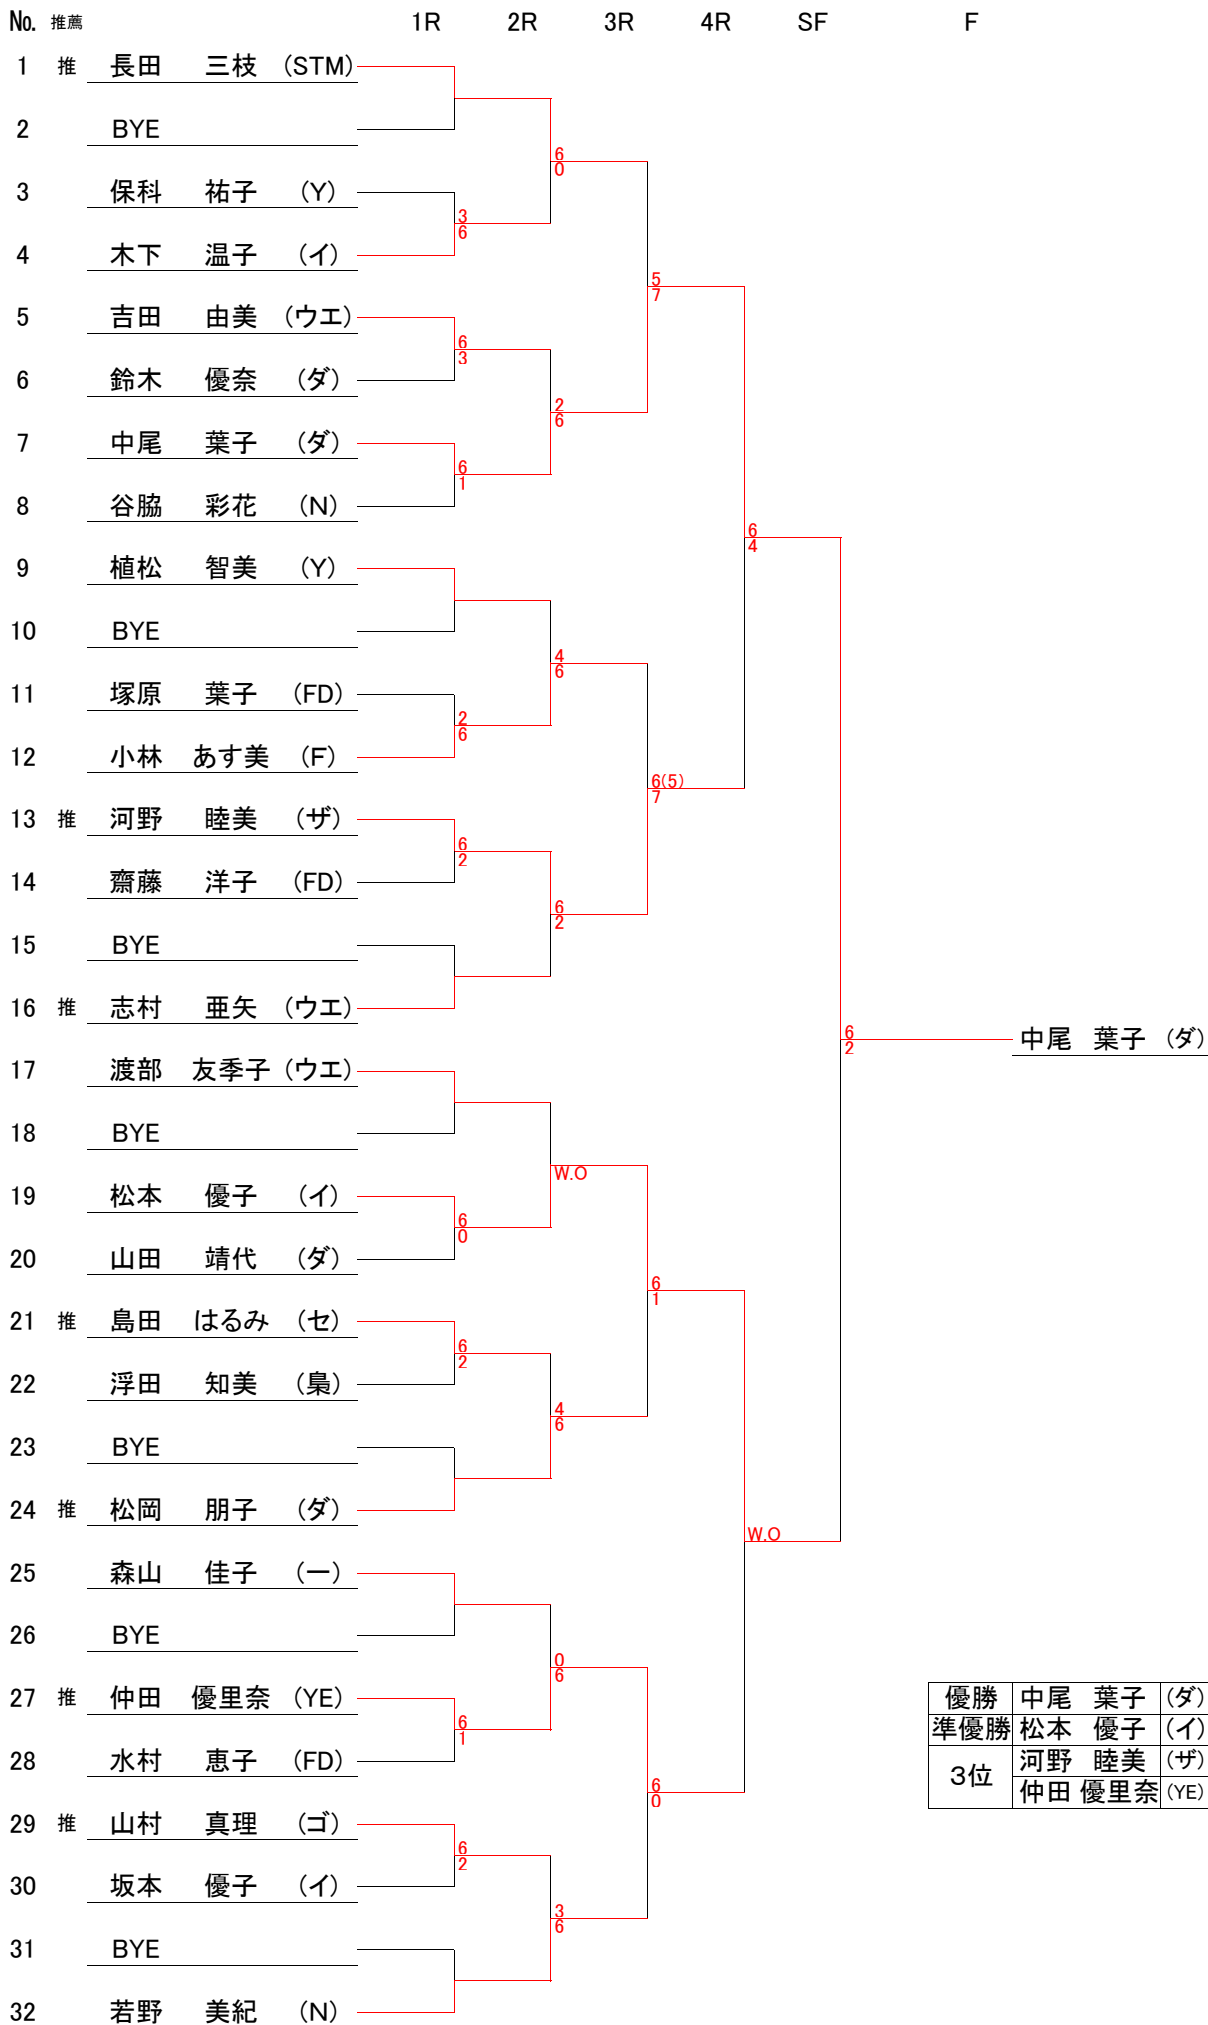 No. 推薦 1R 2R 3R 4R SF F
1 推 長田 三枝 (STM)
2 BYE
6
0
3 保科 祐子 (Y)
3
6
4 木下 温子 (イ)
5
7
5 吉田 由美 (ウエ)
6
3
6 鈴木 優奈 (ダ)
2
6
7 中尾 葉子 (ダ)
6
1
8 谷脇 彩花 (N)
6
4
9 植松 智美 (Y)
10 BYE
4
6
11 塚原 葉子 (FD)
2
6
12 小林 あす美 (F)
6(5)
7
13 推 河野 睦美 (ザ)
6
2
14 齋藤 洋子 (FD)
6
2
15 BYE
16 推 志村 亜矢 (ウエ)
6
2
中尾 葉子 (ダ)
17 渡部 友季子 (ウエ)
18 BYE
W.O
19 松本 優子 (イ)
6
0
20 山田 靖代 (ダ)
6
1
21 推 島田 はるみ (セ)
6
2
22 浮田 知美 (梟)
4
6
23 BYE
24 推 松岡 朋子 (ダ)
W.O
25 森山 佳子 (一)
26 BYE
0
6
27 推 仲田 優里奈 (YE)
6
1
28 水村 恵子 (FD)
6
0
29 推 山村 真理 (ゴ)
6
2
30 坂本 優子 (イ)
3
6
31 BYE
32 若野 美紀 (N)
優勝 中尾 葉子 (ダ)
準優勝 松本 優子 (イ)
3位 河野 睦美 (ザ)
仲田 優里奈 (YE)